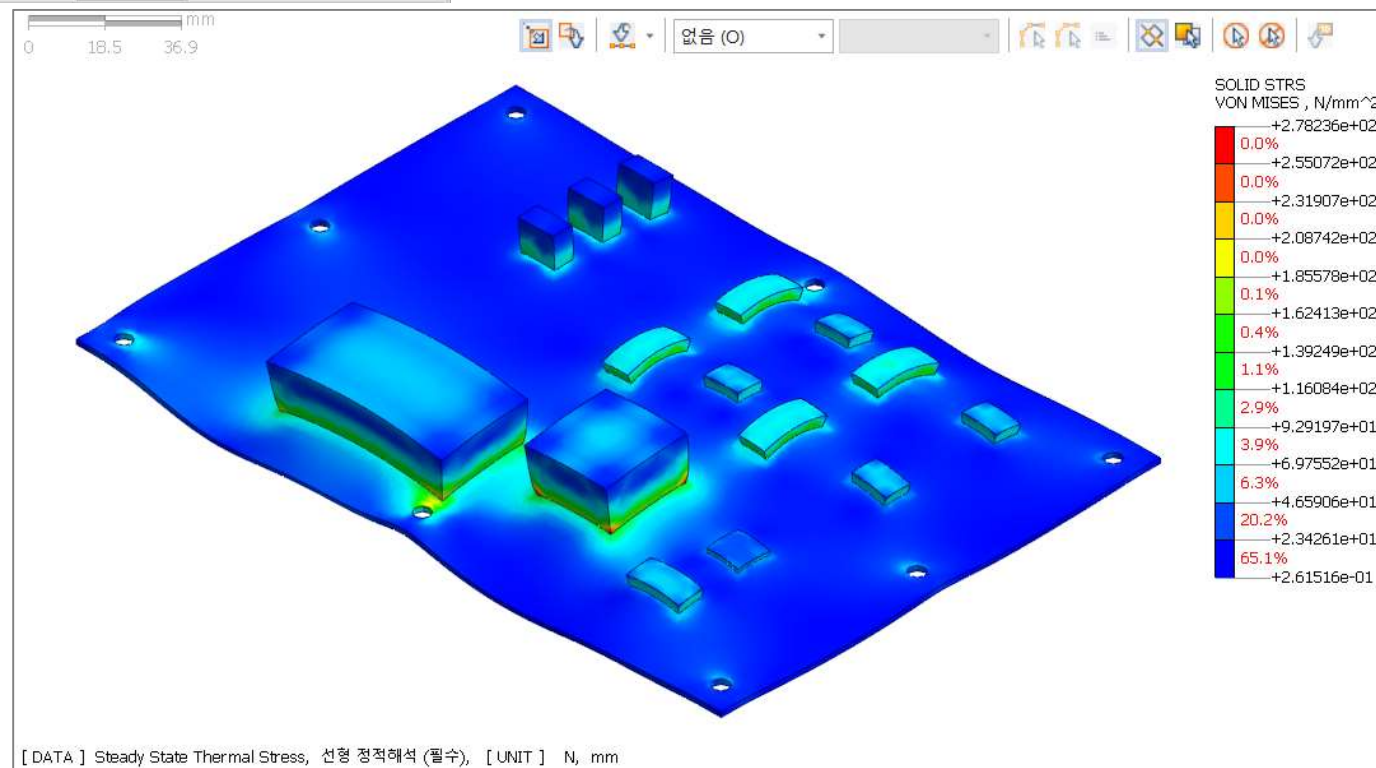 mm
0 18.5 36.9
없음 (O)
SOLID STRS
VON MISES , N/mm^2
+2.78236e+02
0.0%
+2.55072e+02
0.0%
+2.31907e+02
0.0%
+2.08742e+02
0.0%
+1.85578e+02
0.1%
+1.62413e+02
0.4%
+1.39249e+02
1.1%
+1.16084e+02
2.9%
+9.29197e+01
3.9%
+6.97552e+01
6.3%
+4.65906e+01
20.2%
+2.34261e+01
65.1%
+2.61516e-01
[ DATA ] Steady State Thermal Stress, 선형 정적해석 (필수), [ UNIT ] N, mm